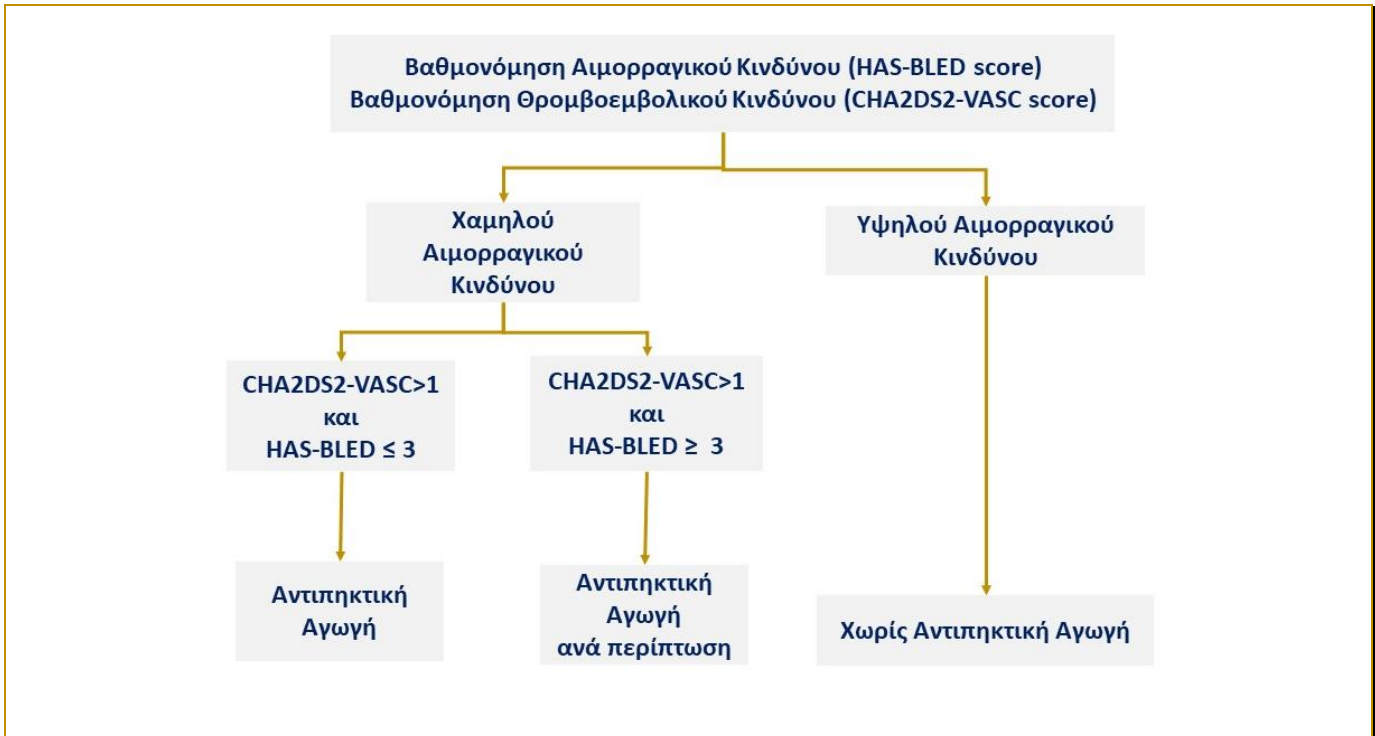 Βαθμονόμηση Αιμορραγικού Κινδύνου (HAS-BLED score)
Βαθμονόμηση Θρομβοεμβολικού Κινδύνου (CHA2DS2-VASC score)
Χαμηλού
Αιμορραγικού
Κινδύνου
Υψηλού Αιμορραγικού
Κινδύνου
CHA2DS2-VASC>1
και
HAS-BLED ≤ 3
CHA2DS2-VASC>1
και
HAS-BLED ≥ 3
Αντιπηκτική
Αγωγή
Αντιπηκτική
Αγωγή
ανά περίπτωση
Χωρίς Αντιπηκτική Αγωγή